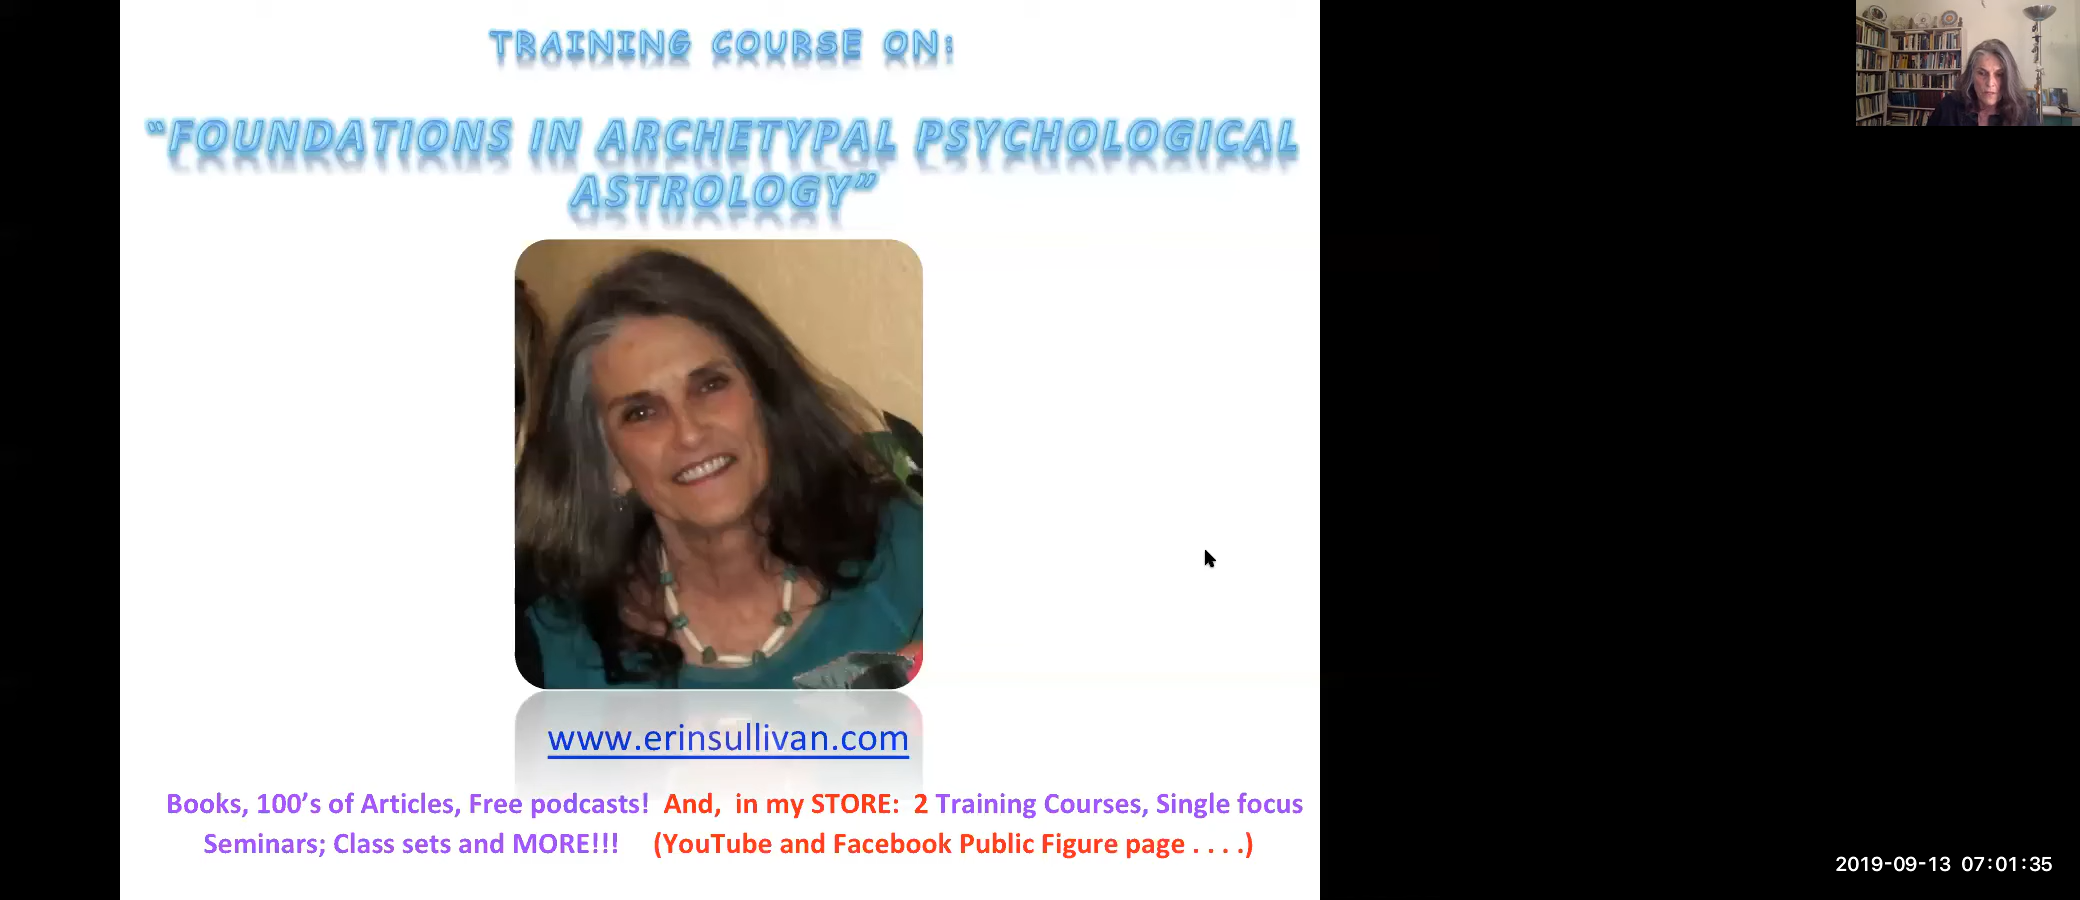 TRAINING COURSE ON:
“FOUNDATIONS IN ARCHETYPAL PSYCHOLOGICAL
ASTROLOGY”
www.erinsullivan.com
Books, 100’s of Articles, Free podcasts! And, in my STORE: 2 Training Courses, Single focus
Seminars; Class sets and MORE!!! (YouTube and Facebook Public Figure page . . . .)
2019-09-13 07:01:35